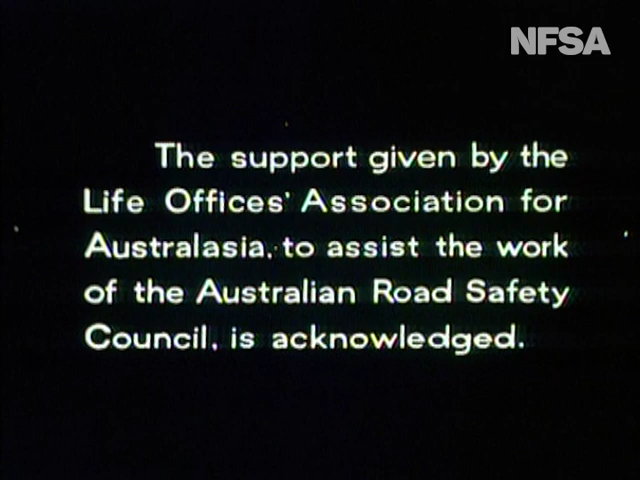 NFSA
The support given by the
Life Offices' Association for
Australasia, to assist the work
of the Australian Road Safety
Council, is acknowledged.